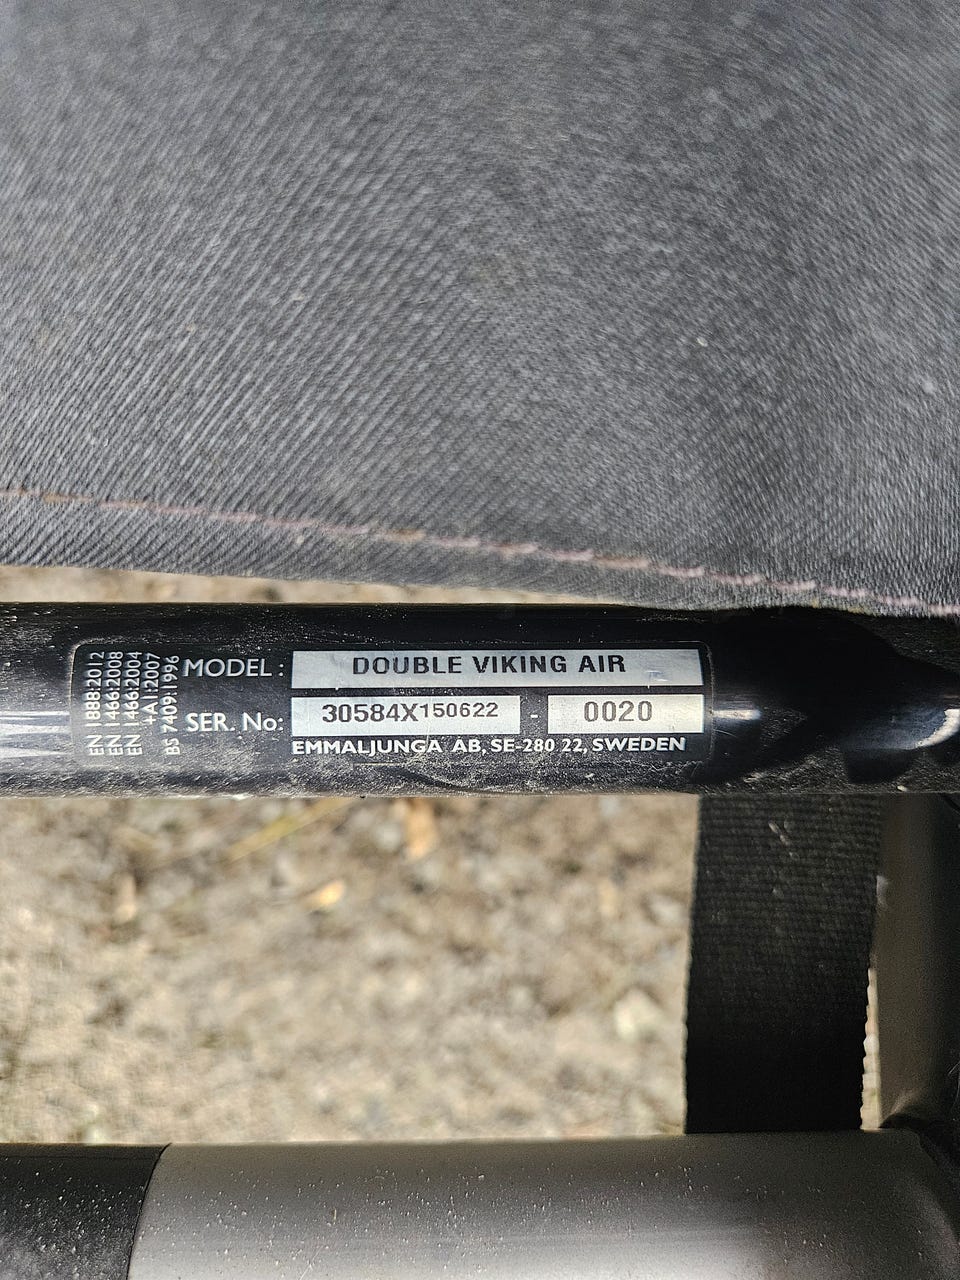 EN 1888:2012
EN 1466:2008
EN 1466:2004
+A1:2007
BS 7409:1996
MODEL : DOUBLE VIKING AIR
SER. No: 30584X150622 - 0020
EMMALJUNGA AB, SE-280 22, SWEDEN